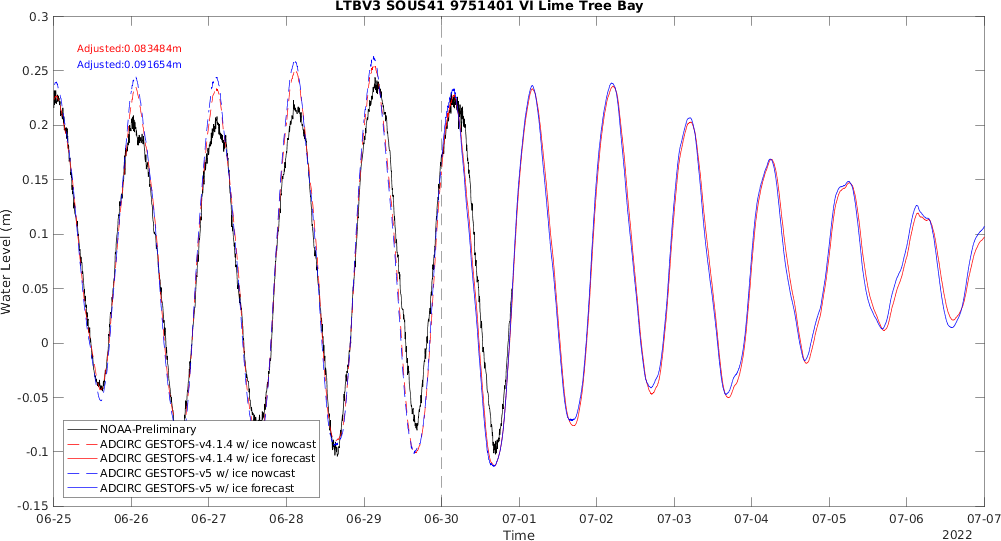 LTBV3 SOUS41 9751401 VI Lime Tree Bay
Adjusted:0.083484m
Adjusted:0.091654m
Water Level (m)
0.3
0.25
0.2
0.15
0.1
0.05
0
-0.05
-0.1
-0.15
NOAA-Preliminary
ADCIRC GESTOFS-v4.1.4 w/ ice nowcast
ADCIRC GESTOFS-v4.1.4 w/ ice forecast
ADCIRC GESTOFS-v5 w/ ice nowcast
ADCIRC GESTOFS-v5 w/ ice forecast
06-25 06-26 06-27 06-28 06-29 06-30 07-01 07-02 07-03 07-04 07-05 07-06 07-07
Time
2022